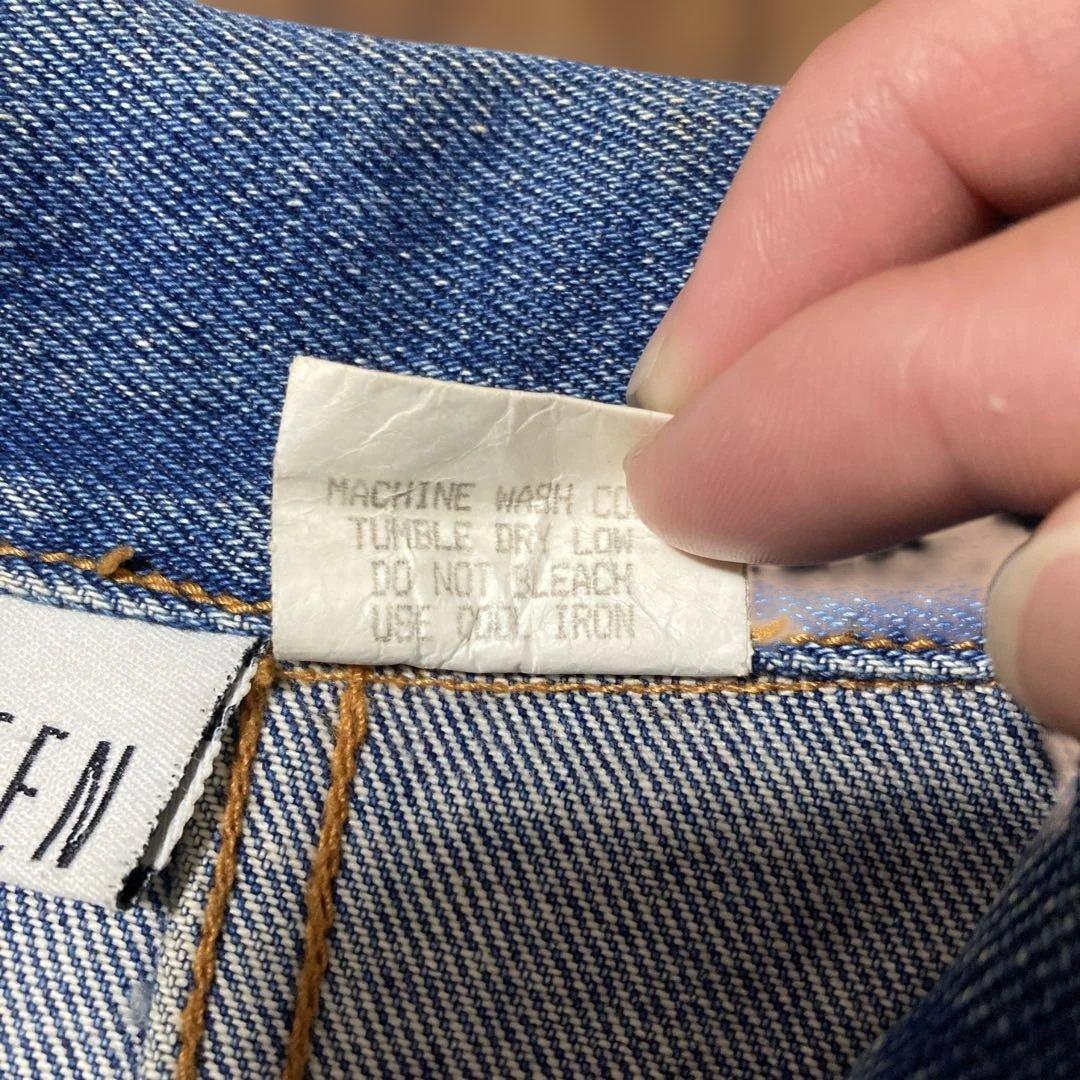 MACHINE WASH CO
TUMBLE DRY LOW
DO NOT BLEACH
USE COOL IRON
EN